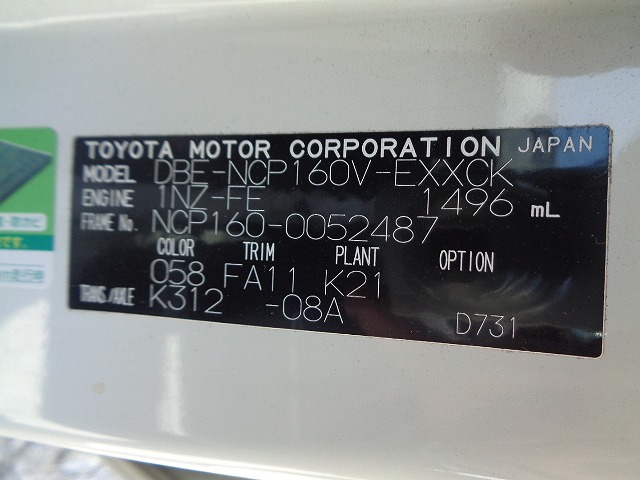 TOYOTA MOTOR CORPORATION JAPAN
MODEL DBE-NCP160V-EXXCK
ENGINE 1NZ-FE 1496 mL
FRAME No. NCP160-0052487
COLOR TRIM PLANT OPTION
058 FA11 K21
TRANS/AXLE K312 -08A
D731